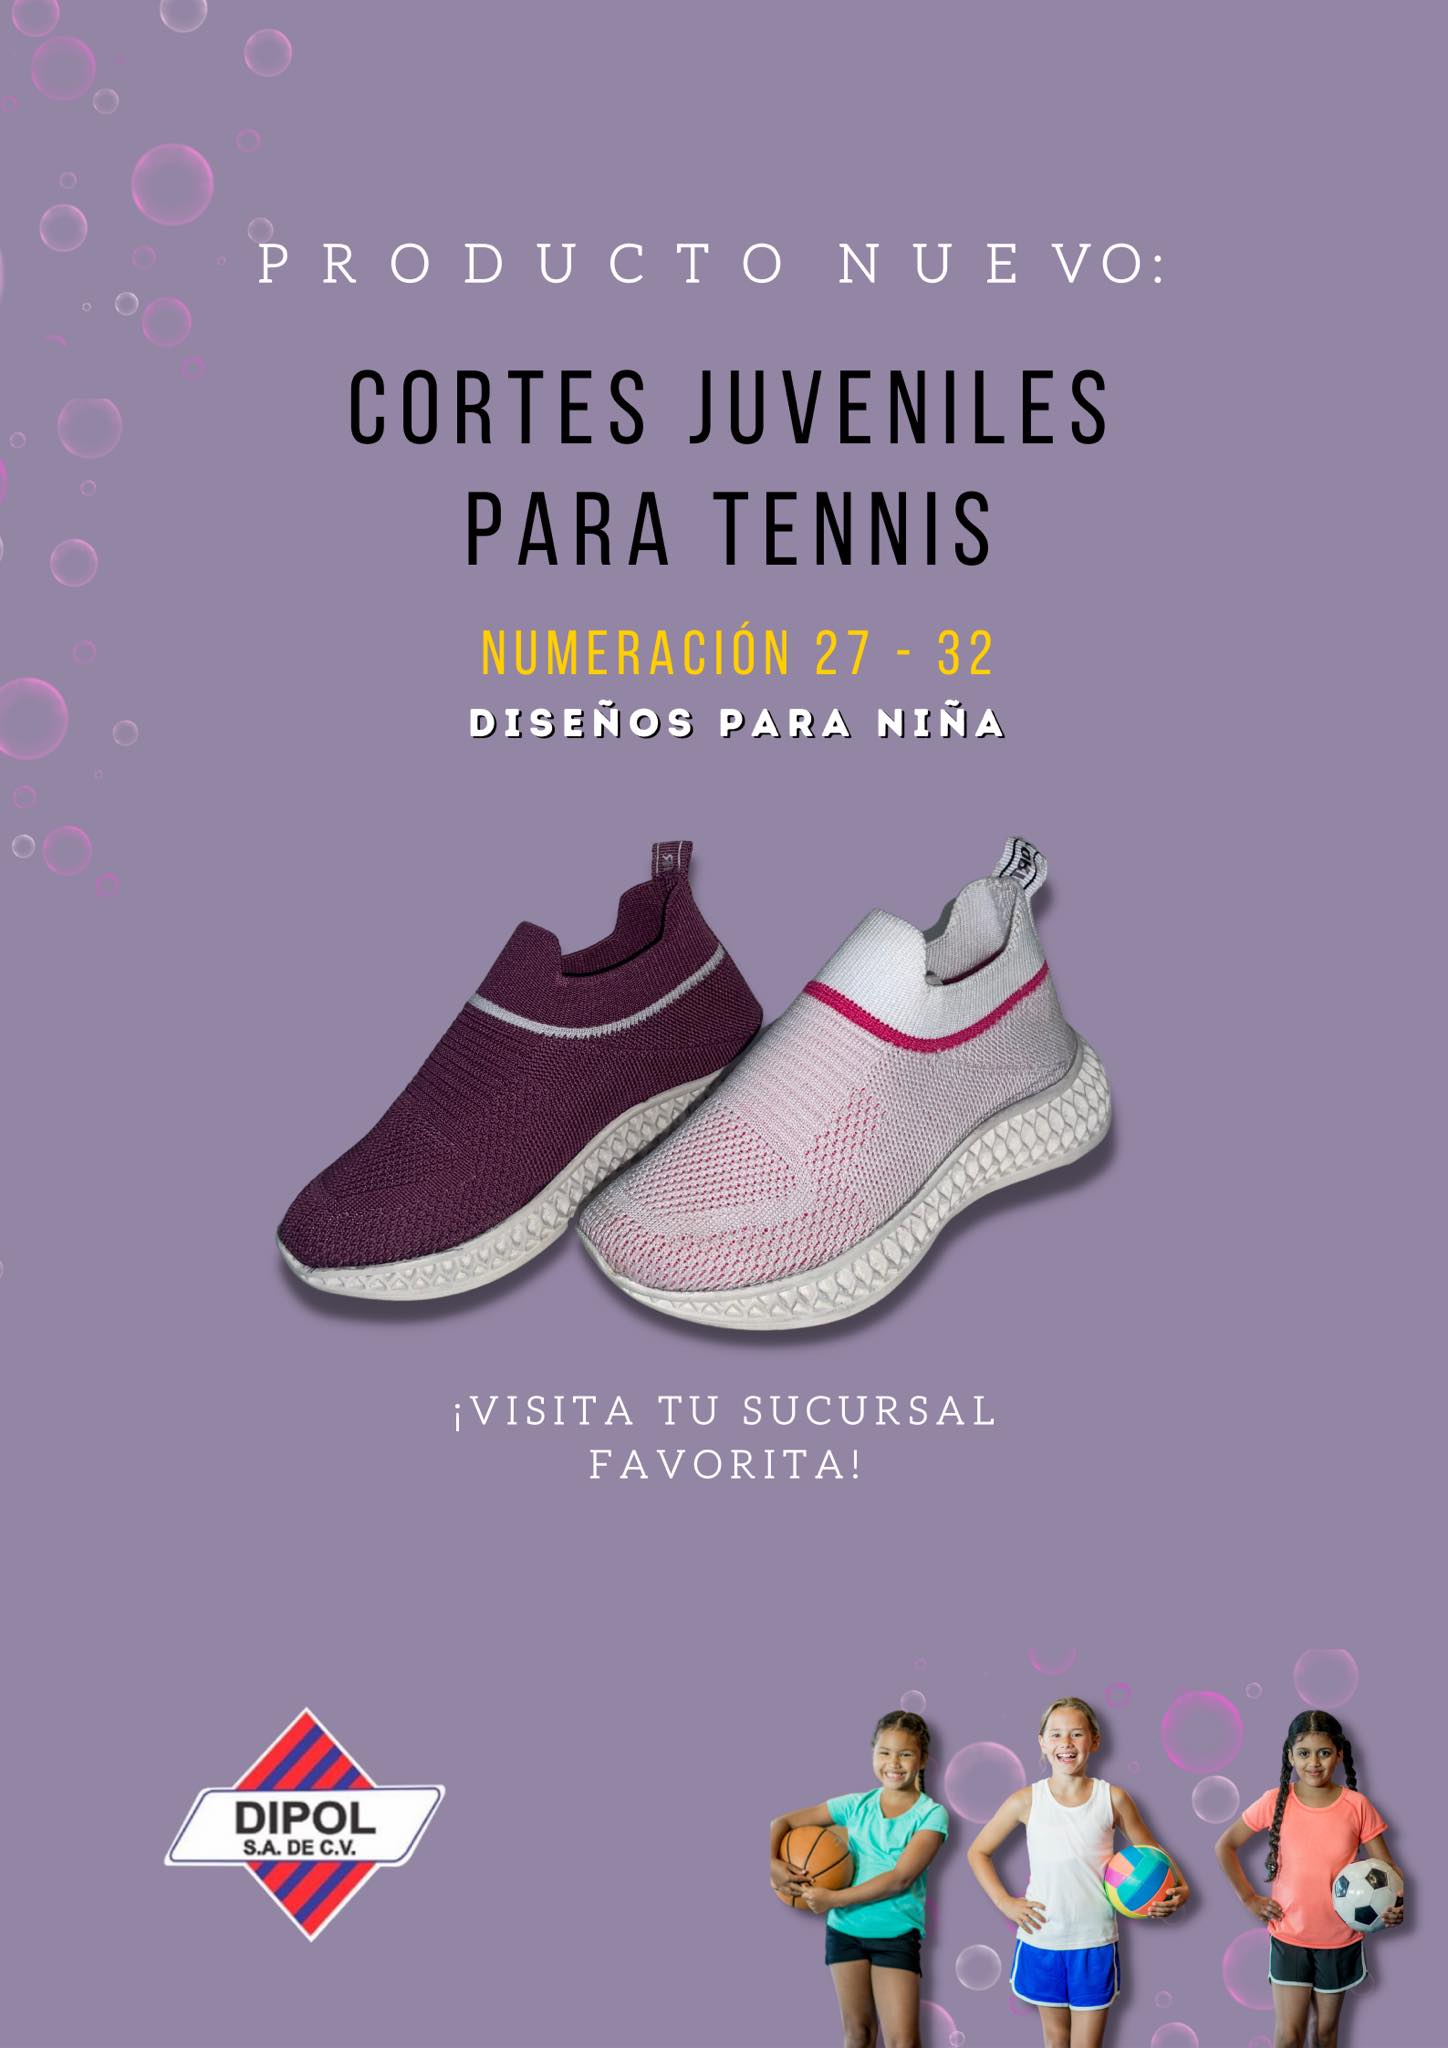 PRODUCTO NUEVO:
CORTES JUVENILES
PARA TENNIS
NUMERACIÓN 27 - 32
DISEÑOS PARA NIÑA
¡VISITA TU SUCURSAL
FAVORITA!
DIPOL
S.A. DE C.V.